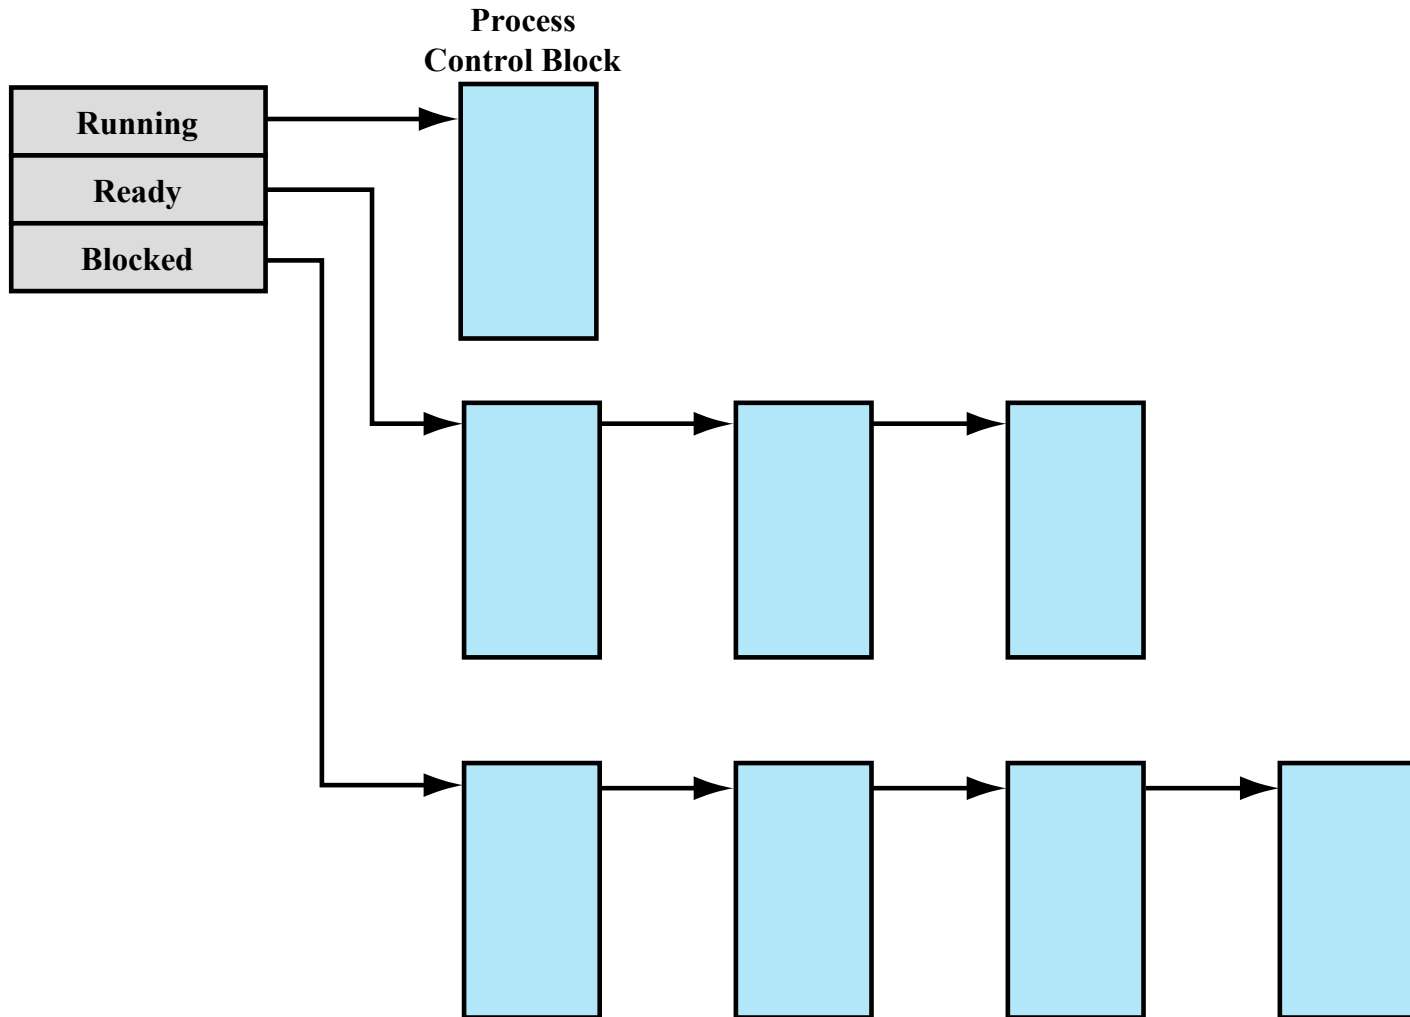 Process
Control Block
Running
Ready
Blocked